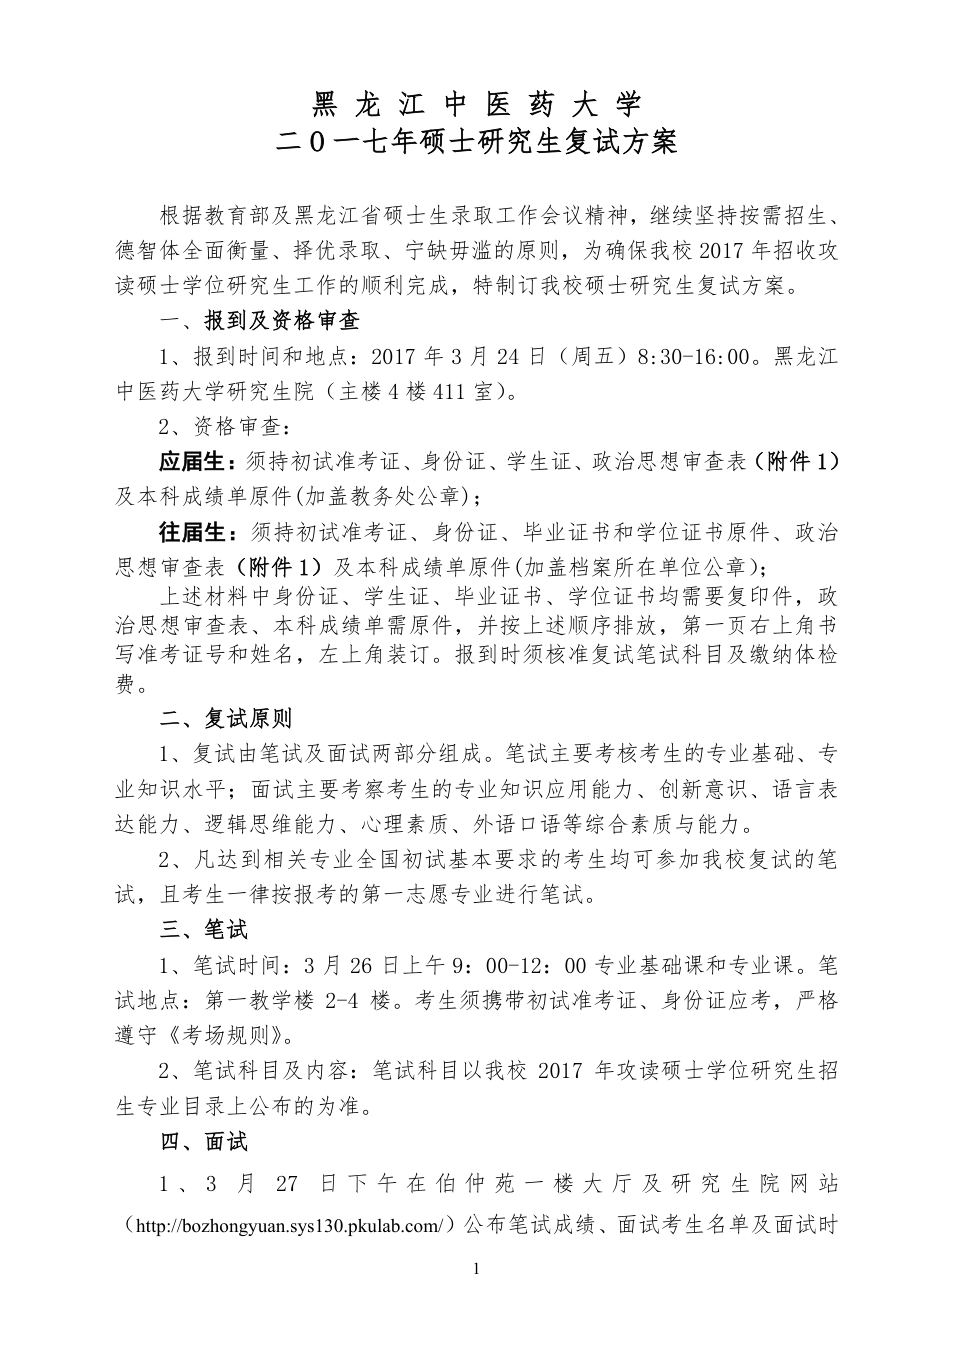 黑龙江中医药大学
二O一七年硕士研究生复试方案
根据教育部及黑龙江省硕士生录取工作会议精神，继续坚持按需招生、
德智体全面衡量、择优录取、宁缺毋滥的原则，为确保我校 2017 年招收攻
读硕士学位研究生工作的顺利完成，特制订我校硕士研究生复试方案。
一、报到及资格审查
1、报到时间和地点：2017 年 3 月 24 日（周五）8:30-16:00。黑龙江
中医药大学研究生院（主楼 4 楼 411 室）。
2、资格审查：
应届生：须持初试准考证、身份证、学生证、政治思想审查表（附件 1）
及本科成绩单原件(加盖教务处公章)；
往届生：须持初试准考证、身份证、毕业证书和学位证书原件、政治
思想审查表（附件 1）及本科成绩单原件(加盖档案所在单位公章)；
上述材料中身份证、学生证、毕业证书、学位证书均需要复印件，政
治思想审查表、本科成绩单需原件，并按上述顺序排放，第一页右上角书
写准考证号和姓名，左上角装订。报到时须核准复试笔试科目及缴纳体检
费。
二、复试原则
1、复试由笔试及面试两部分组成。笔试主要考核考生的专业基础、专
业知识水平；面试主要考察考生的专业知识应用能力、创新意识、语言表
达能力、逻辑思维能力、心理素质、外语口语等综合素质与能力。
2、凡达到相关专业全国初试基本要求的考生均可参加我校复试的笔
试，且考生一律按报考的第一志愿专业进行笔试。
三、笔试
1、笔试时间：3 月 26 日上午 9：00-12：00 专业基础课和专业课。笔
试地点：第一教学楼 2-4 楼。考生须携带初试准考证、身份证应考，严格
遵守《考场规则》。
2、笔试科目及内容：笔试科目以我校 2017 年攻读硕士学位研究生招
生专业目录上公布的为准。
四、面试
1、3 月 27 日下午在伯仲苑一楼大厅及研究生院网站
（http://bozhongyuan.sys130.pkulab.com/）公布笔试成绩、面试考生名单及面试时
1